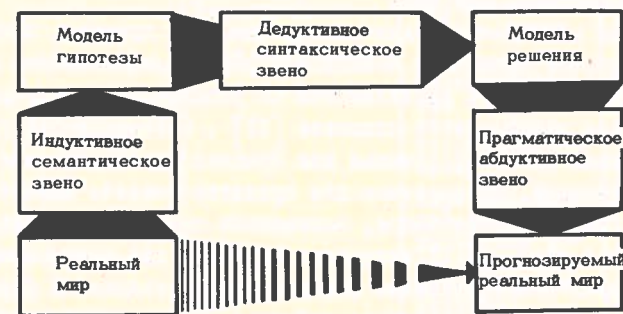 Модель
гипотезы
Дедуктивное
синтаксическое
звено
Модель
решения
Индуктивное
семантическое
звено
Прагматическое
абдуктивное
звено
Реальный
мир
Прогнозируемый
реальный мир